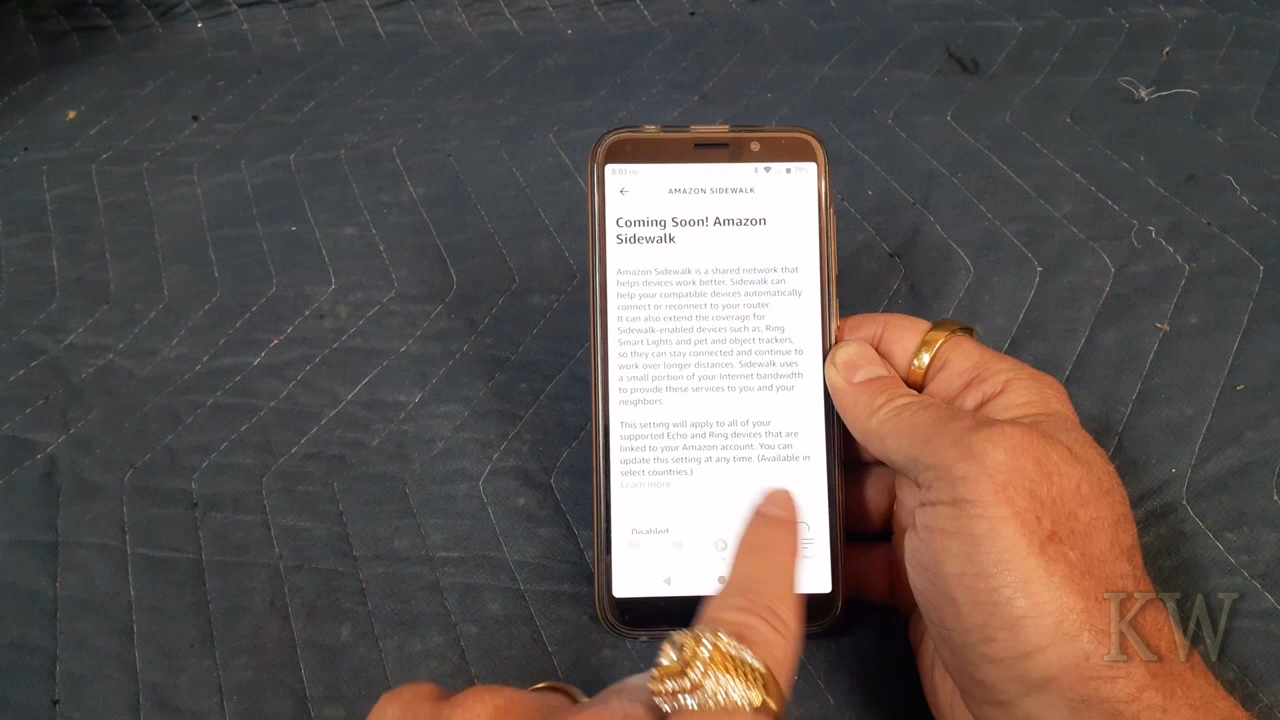 8:01 PM
79%
AMAZON SIDEWALK
Coming Soon! Amazon
Sidewalk
Amazon Sidewalk is a shared network that
helps devices work better. Sidewalk can
help your compatible devices automatically
connect or reconnect to your router.
It can also extend the coverage for
Sidewalk-enabled devices such as, Ring
Smart Lights and pet and object trackers,
so they can stay connected and continue to
work over longer distances. Sidewalk uses
a small portion of your Internet bandwidth
to provide these services to you and your
neighbors.
This setting will apply to all of your
supported Echo and Ring devices that are
linked to your Amazon account. You can
update this setting at any time. (Available in
select countries.)
Learn more
Disabled
KW